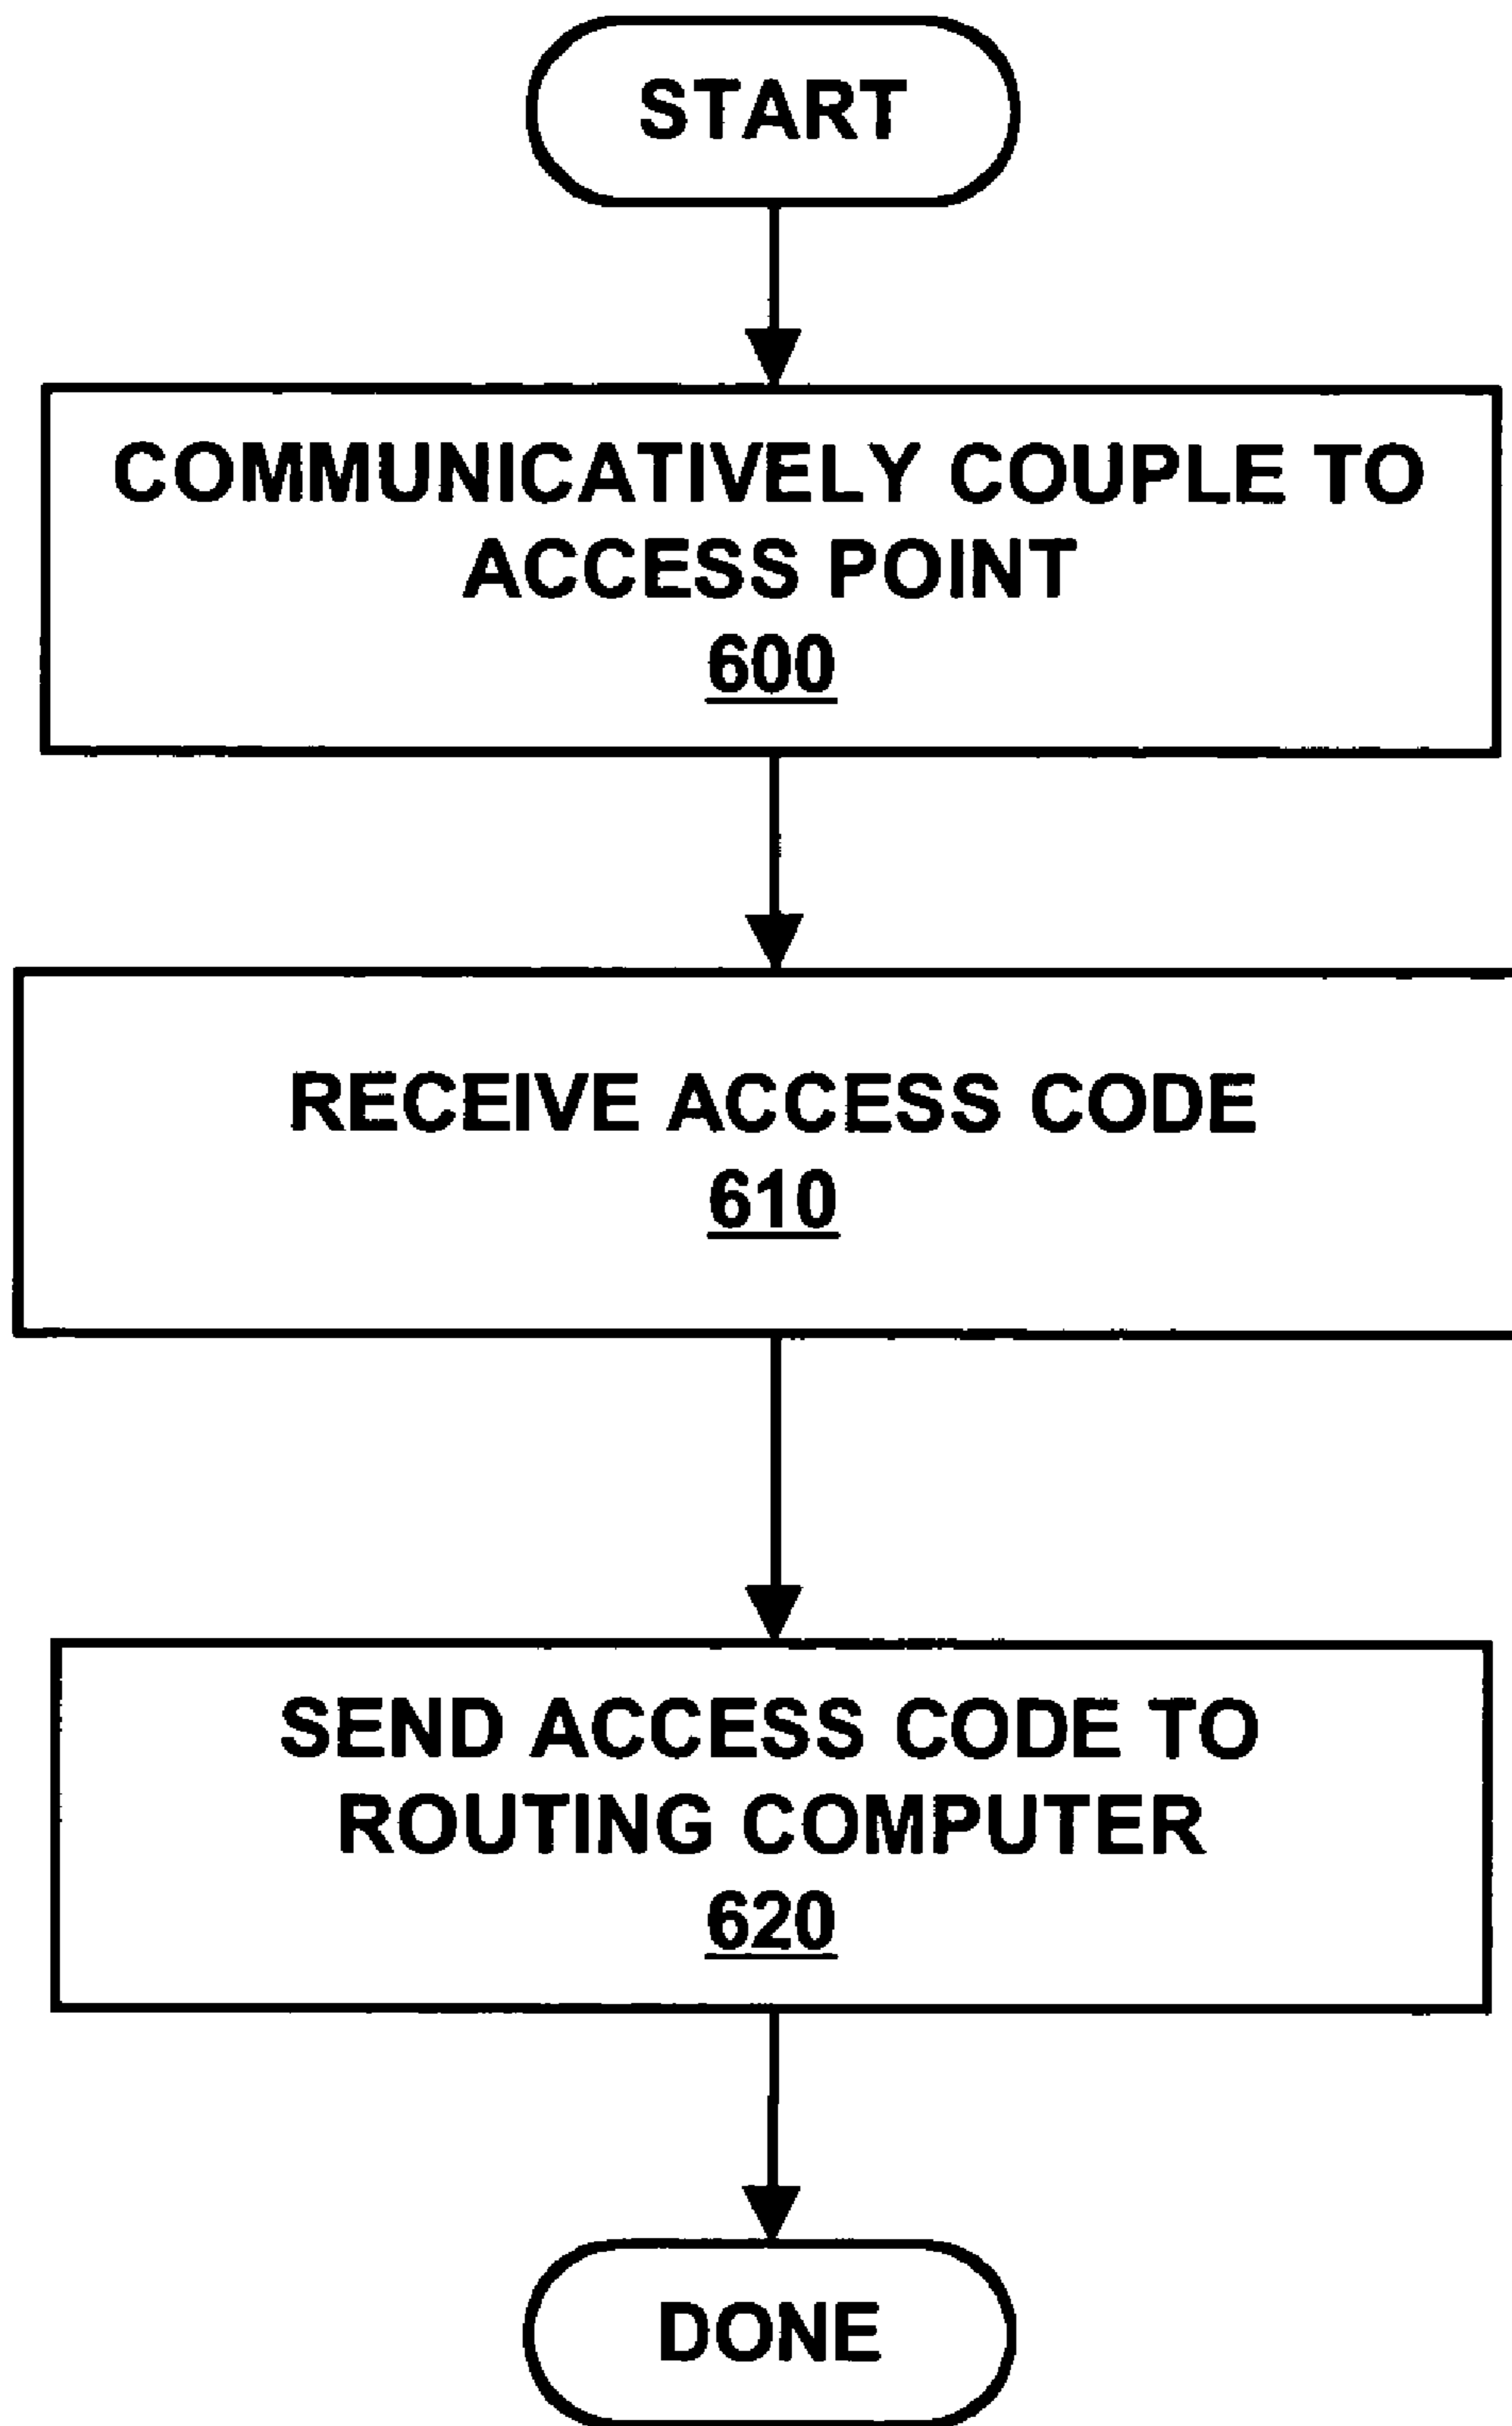 START
COMMUNICATIVELY COUPLE TO
ACCESS POINT
600
RECEIVE ACCESS CODE
610
SEND ACCESS CODE TO
ROUTING COMPUTER
620
DONE